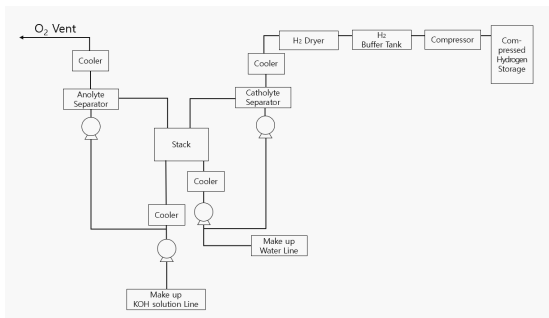 O2 Vent
Cooler
Anolyte
Separator
Stack
Cooler
Make up
KOH solution Line
Cooler
Make up
Water Line
Catholyte
Separator
Cooler
H2 Dryer
H2
Buffer Tank
Compressor
Com-
pressed
Hydrogen
Storage